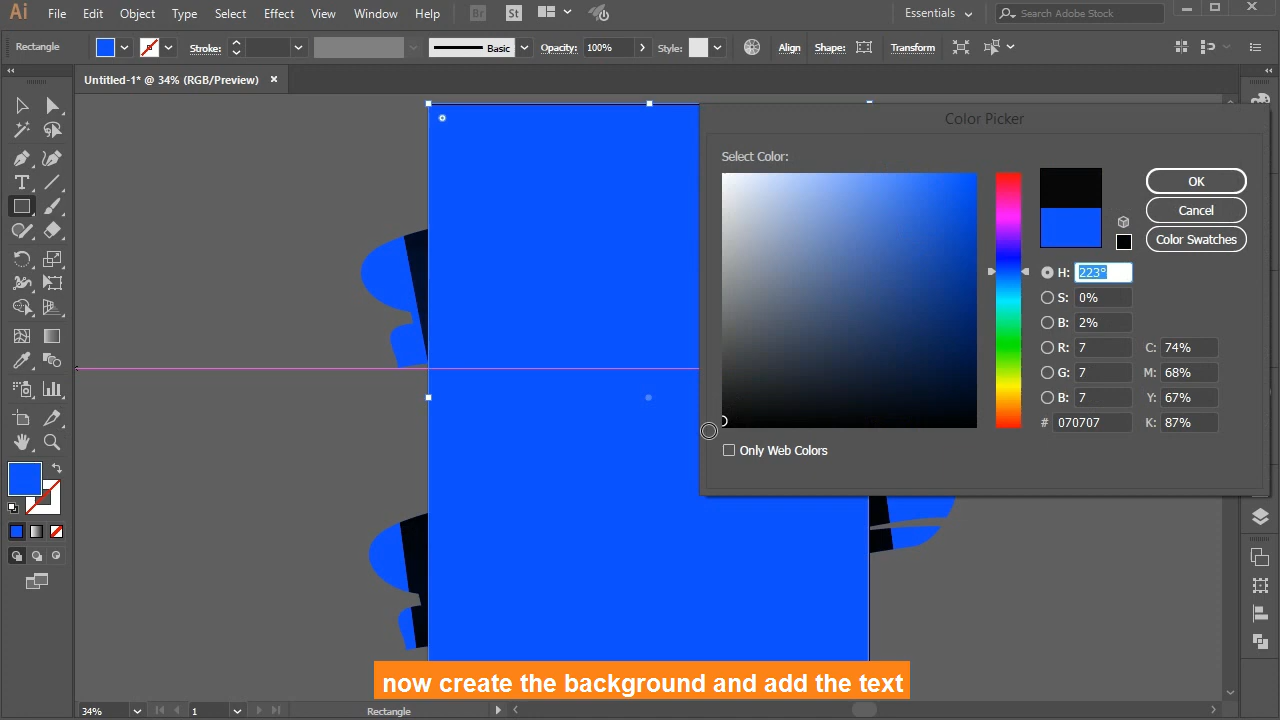 Ai File Edit Object Type Select Effect View Window Help Br St Essentials Search Adobe Stock
Rectangle Stroke: Basic Opacity: 100% Style: Align Shape: Transform
Untitled-1* @ 34% (RGB/Preview) ×
Color Picker
Select Color:
OK
Cancel
Color Swatches
H: 223°
S: 0%
B: 2%
R: 7 C: 74%
G: 7 M: 68%
B: 7 Y: 67%
# 070707 K: 87%
Only Web Colors
now create the background and add the text
34% 1 Rectangle